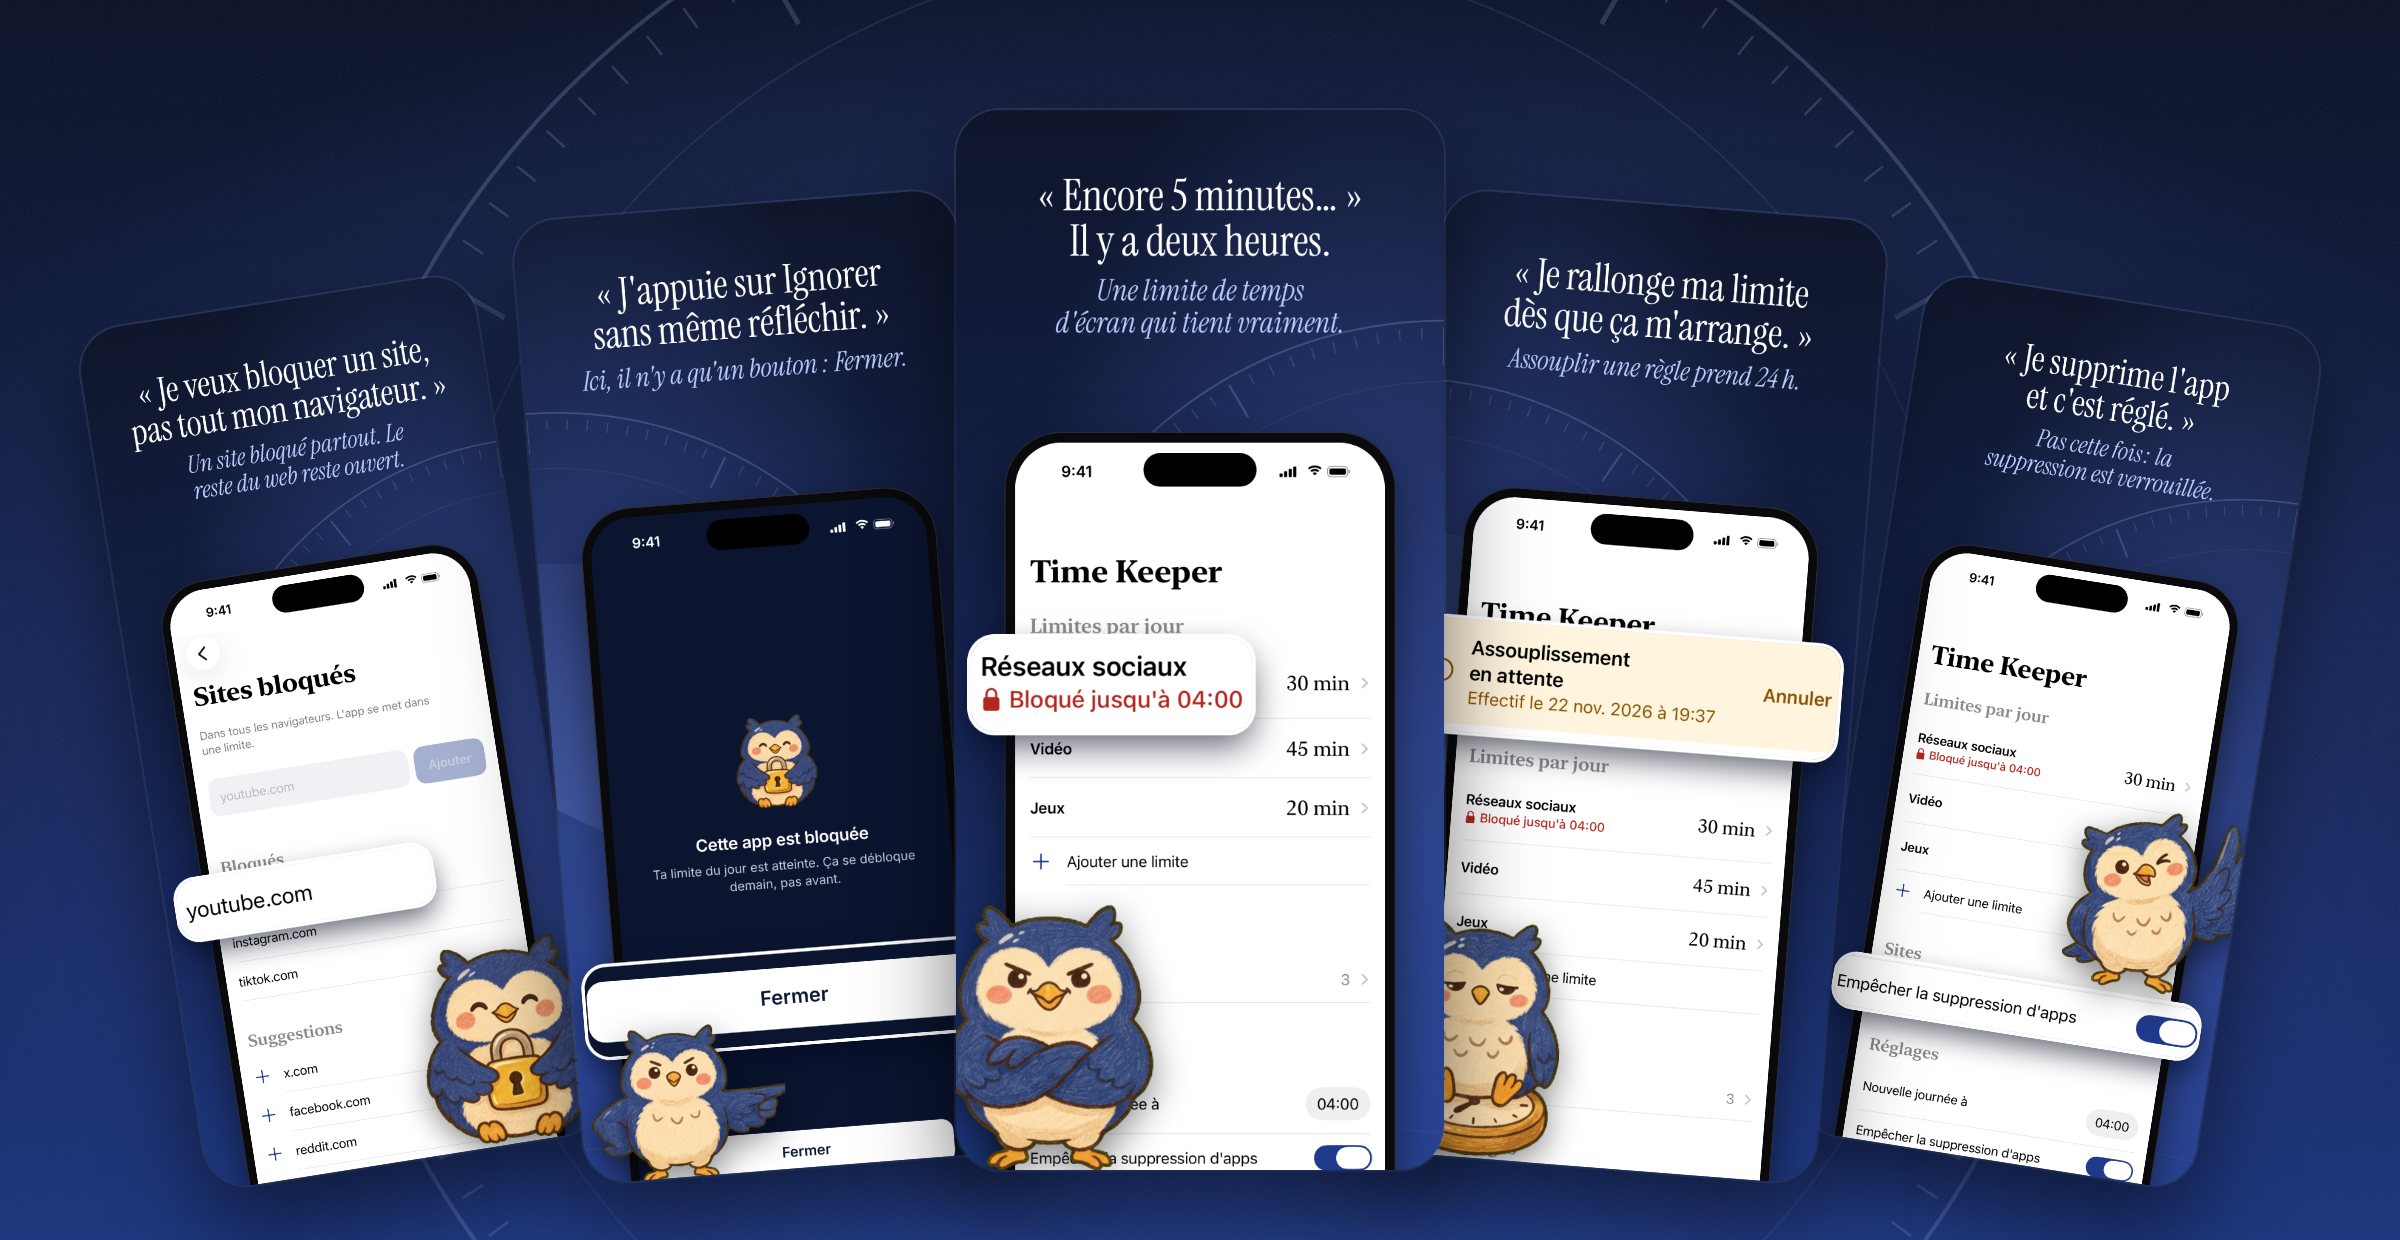 « Je veux bloquer un site,
pas tout mon navigateur. »
Un site bloqué partout. Le
reste du web reste ouvert.
9:41
Sites bloqués
Dans tous les navigateurs. L'app se met dans
une limite.
youtube.com
Ajouter
Bloqués
youtube.com
instagram.com
tiktok.com
Suggestions
x.com
facebook.com
reddit.com
« J'appuie sur Ignorer
sans même réfléchir. »
Ici, il n'y a qu'un bouton : Fermer.
9:41
Cette app est bloquée
Ta limite du jour est atteinte. Ça se débloque
demain, pas avant.
Fermer
Fermer
« Encore 5 minutes... »
Il y a deux heures.
Une limite de temps
d'écran qui tient vraiment.
9:41
Time Keeper
Limites par jour
Réseaux sociaux
Bloqué jusqu'à 04:00
30 min
Vidéo
45 min
Jeux
20 min
Ajouter une limite
3
ée à
04:00
Empê
a suppression d'apps
« Je rallonge ma limite
dès que ça m'arrange. »
Assouplir une règle prend 24 h.
9:41
Time Keeper
Assouplissement
en attente
Effectif le 22 nov. 2026 à 19:37
Annuler
Limites par jour
Réseaux sociaux
Bloqué jusqu'à 04:00
30 min
Vidéo
45 min
Jeux
20 min
ne limite
3
« Je supprime l'app
et c'est réglé. »
Pas cette fois : la
suppression est verrouillée.
9:41
Time Keeper
Limites par jour
Réseaux sociaux
Bloqué jusqu'à 04:00
30 min
Vidéo
Jeux
Ajouter une limite
Sites
Empêcher la suppression d'apps
Réglages
Nouvelle journée à
04:00
Empêcher la suppression d'apps